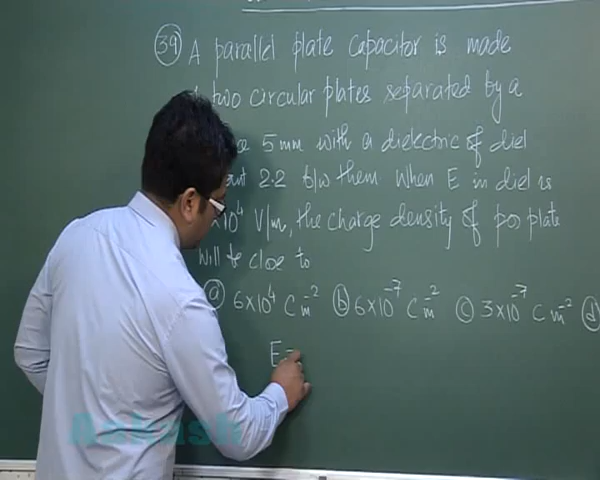 39 A parallel plate capacitor is made
two circular plates separated by a
5 mm with a dielectric of diel
2.2 b/w them. When E in diel is
×10⁴ V/m, the charge density of pos plate
will be close to
(a) 6×10⁴ C m⁻² (b) 6×10⁻⁷ C m⁻² (c) 3×10⁻⁷ C m⁻² (d)
E=
Aakash